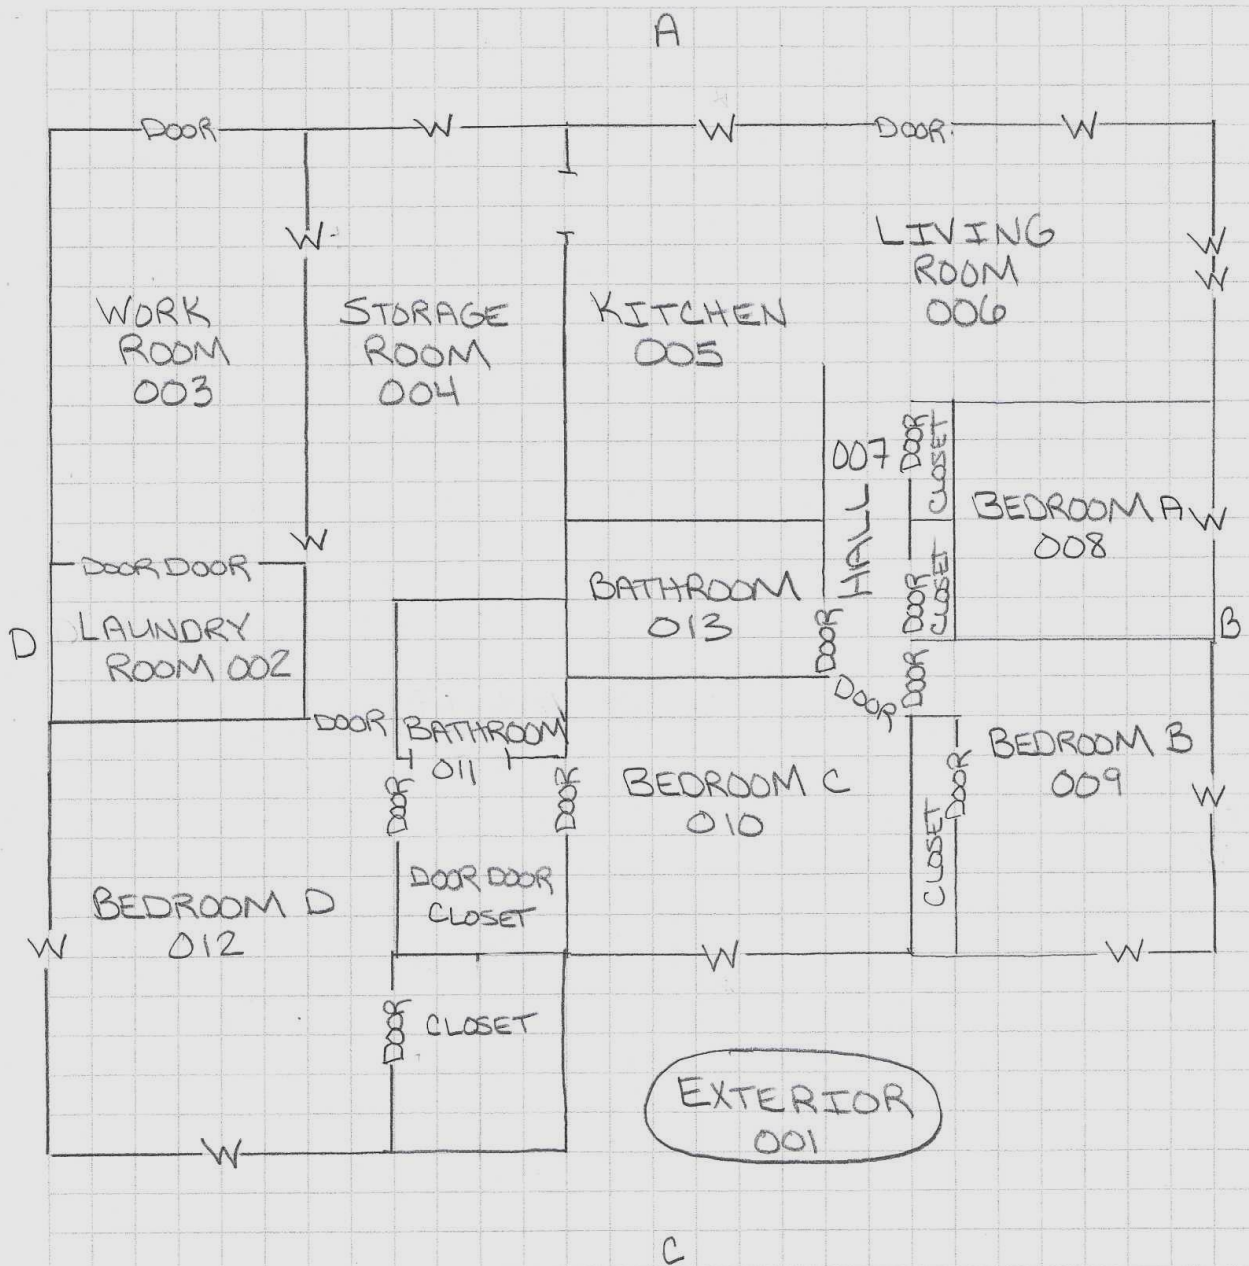 A
DOOR W W DOOR W
W
W
W
WORK
ROOM
003
STORAGE
ROOM
004
KITCHEN
005
LIVING
ROOM
006
W
DOOR DOOR
LAUNDRY
ROOM 002
007
HALL
DOOR
CLOSET
DOOR
CLOSET
BEDROOM A
008
W
D
B
BATHROOM
013
DOOR
DOOR
DOOR
DOOR
BATHROOM
011
DOOR
DOOR
DOOR DOOR
CLOSET
BEDROOM C
010
CLOSET
DOOR
BEDROOM B
009
W
BEDROOM D
012
W
W
W
DOOR
CLOSET
EXTERIOR
001
W
C